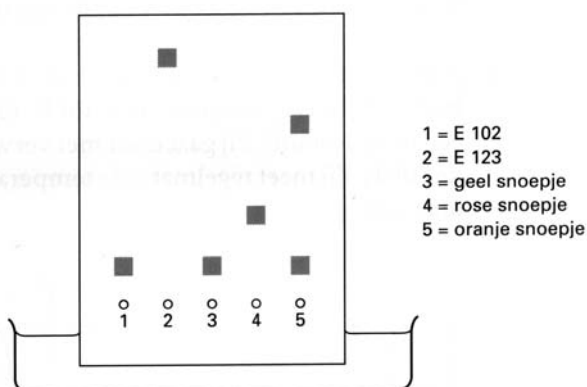 1 = E 102
2 = E 123
3 = geel snoepje
4 = rose snoepje
5 = oranje snoepje
1 2 3 4 5